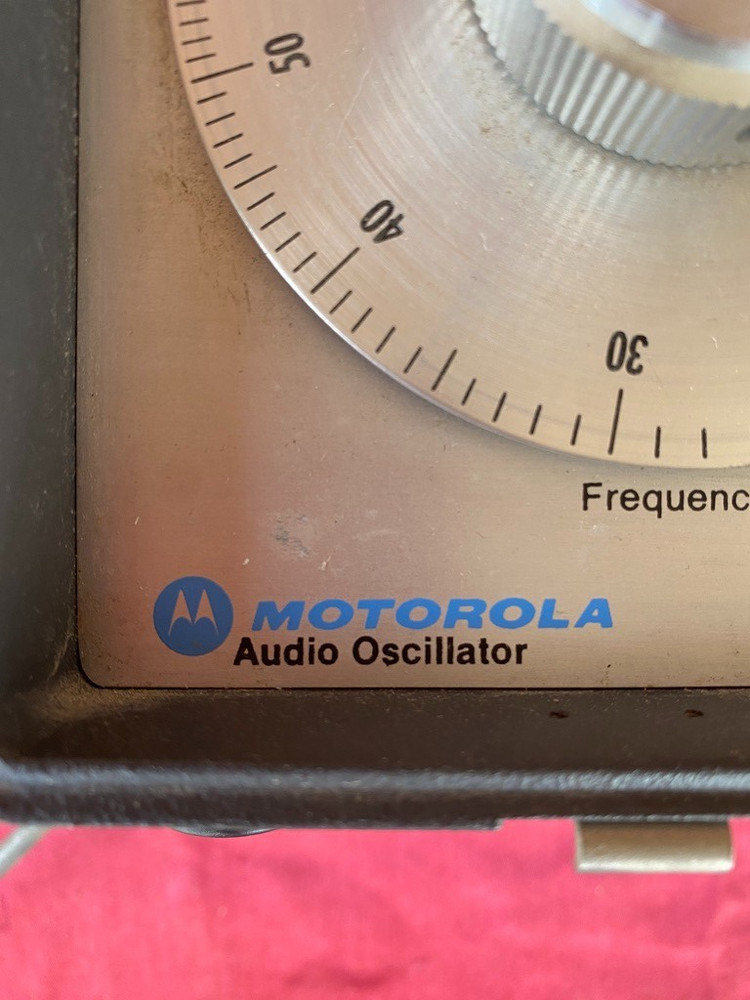 50
40
30
Frequenc
MOTOROLA
Audio Oscillator